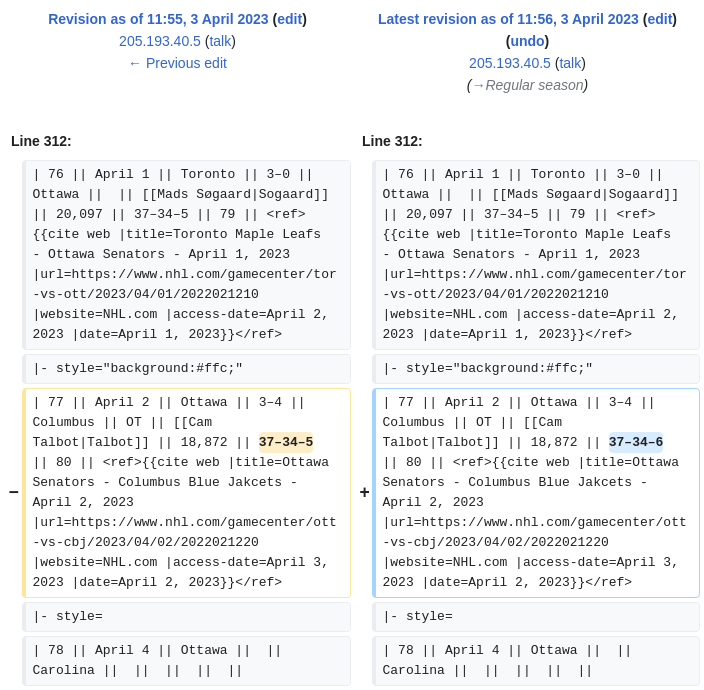 Revision as of 11:55, 3 April 2023 (edit)
205.193.40.5 (talk)
← Previous edit
Latest revision as of 11:56, 3 April 2023 (edit)
(undo)
205.193.40.5 (talk)
(→Regular season)
Line 312:
| 76 || April 1 || Toronto || 3–0 ||
Ottawa ||  || [[Mads Søgaard|Sogaard]]
|| 20,097 || 37–34–5 || 79 || <ref>
{{cite web |title=Toronto Maple Leafs
- Ottawa Senators - April 1, 2023
|url=https://www.nhl.com/gamecenter/tor
-vs-ott/2023/04/01/2022021210
|website=NHL.com |access-date=April 2,
2023 |date=April 1, 2023}}</ref>
|- style="background:#ffc;"
− | 77 || April 2 || Ottawa || 3–4 ||
Columbus || OT || [[Cam
Talbot|Talbot]] || 18,872 || 37–34–5
|| 80 || <ref>{{cite web |title=Ottawa
Senators - Columbus Blue Jakcets -
April 2, 2023
|url=https://www.nhl.com/gamecenter/ott
-vs-cbj/2023/04/02/2022021220
|website=NHL.com |access-date=April 3,
2023 |date=April 2, 2023}}</ref>
|- style=
| 78 || April 4 || Ottawa ||  ||
Carolina ||  ||  ||  ||  ||
Line 312:
| 76 || April 1 || Toronto || 3–0 ||
Ottawa ||  || [[Mads Søgaard|Sogaard]]
|| 20,097 || 37–34–5 || 79 || <ref>
{{cite web |title=Toronto Maple Leafs
- Ottawa Senators - April 1, 2023
|url=https://www.nhl.com/gamecenter/tor
-vs-ott/2023/04/01/2022021210
|website=NHL.com |access-date=April 2,
2023 |date=April 1, 2023}}</ref>
|- style="background:#ffc;"
+ | 77 || April 2 || Ottawa || 3–4 ||
Columbus || OT || [[Cam
Talbot|Talbot]] || 18,872 || 37–34–6
|| 80 || <ref>{{cite web |title=Ottawa
Senators - Columbus Blue Jakcets -
April 2, 2023
|url=https://www.nhl.com/gamecenter/ott
-vs-cbj/2023/04/02/2022021220
|website=NHL.com |access-date=April 3,
2023 |date=April 2, 2023}}</ref>
|- style=
| 78 || April 4 || Ottawa ||  ||
Carolina ||  ||  ||  ||  ||